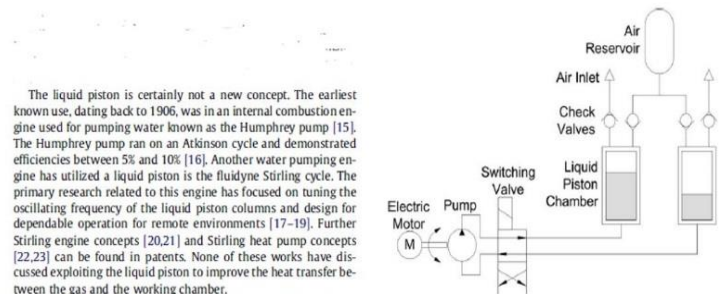 The liquid piston is certainly not a new concept. The earliest
known use, dating back to 1906, was in an internal combustion en-
gine used for pumping water known as the Humphrey pump [15].
The Humphrey pump ran on an Atkinson cycle and demonstrated
efficiencies between 5% and 10% [16]. Another water pumping en-
gine has utilized a liquid piston is the fluidyne Stirling cycle. The
primary research related to this engine has focused on tuning the
oscillating frequency of the liquid piston columns and design for
dependable operation for remote environments [17–19]. Further
Stirling engine concepts [20,21] and Stirling heat pump concepts
[22,23] can be found in patents. None of these works have dis-
cussed exploiting the liquid piston to improve the heat transfer be-
tween the gas and the working chamber.
Air
Reservoir
Air Inlet
Check
Valves
Liquid
Piston
Chamber
Switching
Valve
Electric
Motor
Pump
M